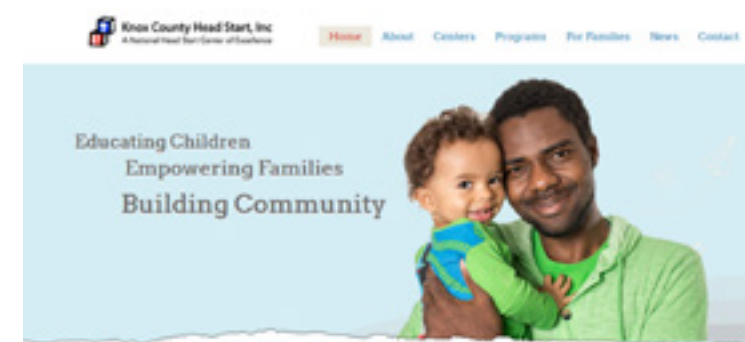 Knox County Head Start, Inc
A National Head Start Center of Excellence
Home About Centers Programs For Families News Contact
Educating Children
Empowering Families
Building Community